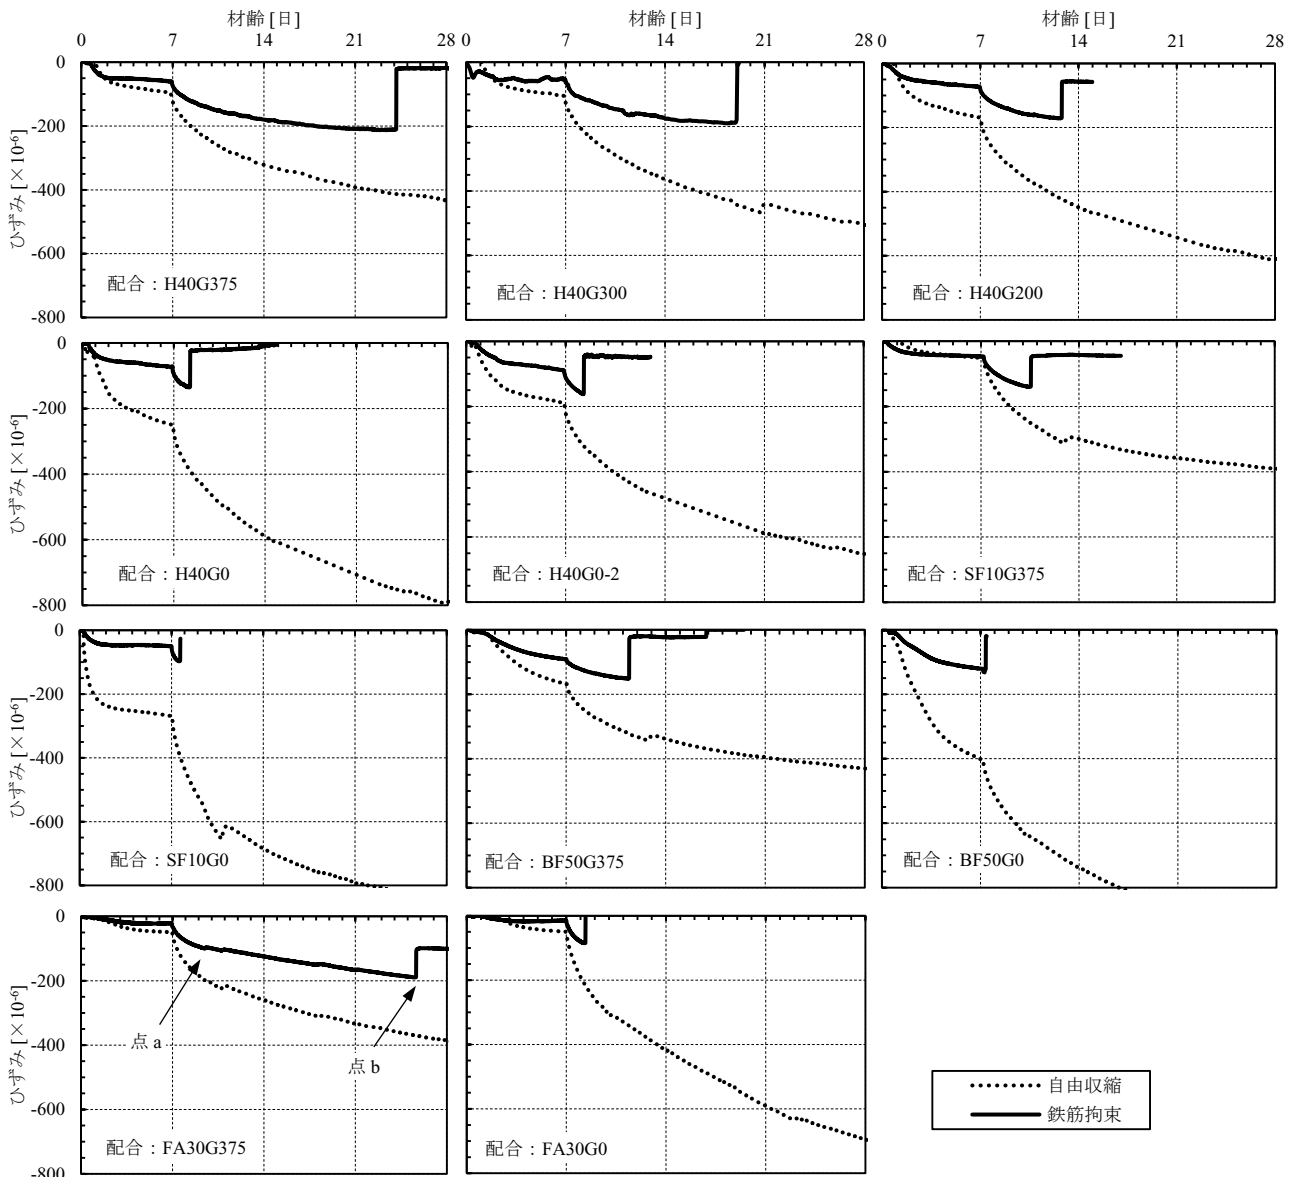 材齢 [日]
材齢 [日]
材齢 [日]
0 7 14 21 28
0 7 14 21 28
0 7 14 21 28
0
-200
-400
-600
-800
ひずみ [×10⁻⁶]
配合：H40G375
配合：H40G300
配合：H40G200
0
-200
-400
-600
-800
ひずみ [×10⁻⁶]
配合：H40G0
配合：H40G0-2
配合：SF10G375
0
-200
-400
-600
-800
ひずみ [×10⁻⁶]
配合：SF10G0
配合：BF50G375
配合：BF50G0
0
-200
-400
-600
-800
ひずみ [×10⁻⁶]
点 a
点 b
配合：FA30G375
配合：FA30G0
自由収縮
鉄筋拘束